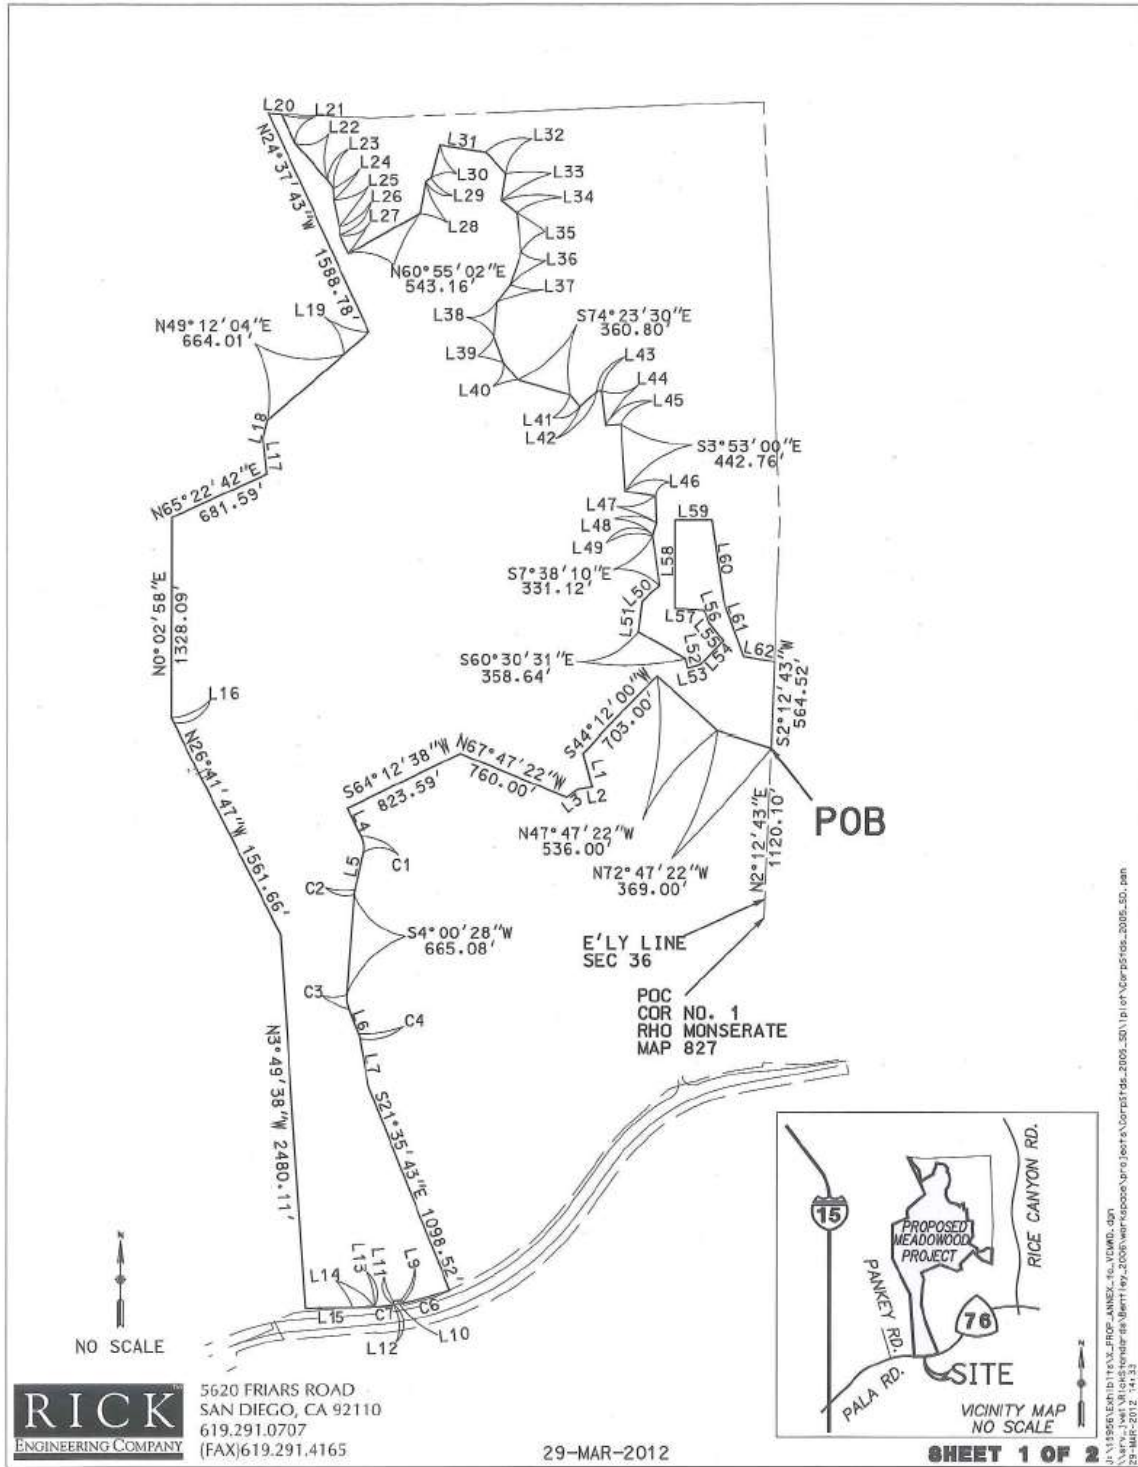 L20
L21
L22
L23
L24
L25
L26
L27
N24°37'43"W 1588.78'
L31
L32
L30
L29
L28
L33
L34
L35
L36
L37
N60°55'02"E
543.16'
L19
N49°12'04"E
664.01'
L38
L39
L40
S74°23'30"E
360.80'
L43
L44
L45
L41
L42
L18
L17
N65°22'42"E
681.59'
S3°53'00"E
442.76'
L46
L47
L48
L49
L59
L58
L60
S7°38'10"E
331.12'
L50
L51
L57
L56
L61
L55
L54
L52
L53
L62
N0°02'58"E
1328.09'
S60°30'31"E
358.64'
S2°12'43"W
564.52'
L16
N26°41'47"W 1561.66'
S44°12'00"W
703.00'
S64°12'38"W
823.59'
N67°47'22"W
760.00'
L1
L2
L3
POB
N47°47'22"W
536.00'
N72°47'22"W
369.00'
N2°12'43"E
1120.10'
L4
C1
L5
C2
S4°00'28"W
665.08'
E'LY LINE
SEC 36
POC
COR NO. 1
RHO MONSERATE
MAP 827
C3
L6
C4
L7
N3°49'38"W 2480.11'
S21°35'43"E 1098.52'
L14
L13
L11
L9
L15
C7
C6
L10
L12
N
NO SCALE
15
PROPOSED
MEADOWOOD
PROJECT
RICE CANYON RD.
PANKEY RD.
76
PALA RD.
SITE
N
VICINITY MAP
NO SCALE
RICK
ENGINEERING COMPANY
5620 FRIARS ROAD
SAN DIEGO, CA 92110
619.291.0707
(FAX)619.291.4165
29-MAR-2012
SHEET 1 OF 2
29-MAR-2012 14:33